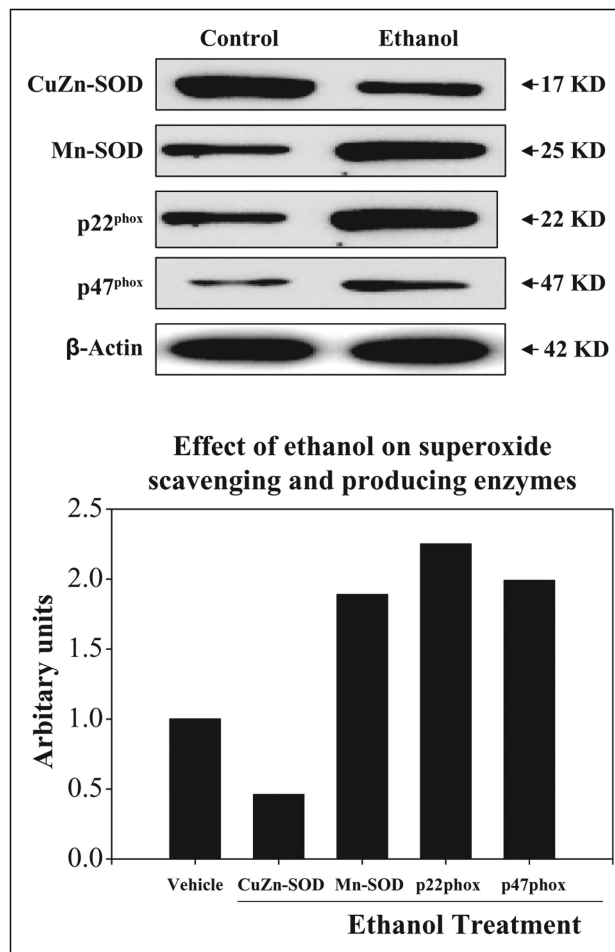 Control Ethanol
CuZn-SOD 17 KD
Mn-SOD 25 KD
p22phox 22 KD
p47phox 47 KD
β-Actin 42 KD
Effect of ethanol on superoxide
scavenging and producing enzymes
Arbitary units
2.5
2.0
1.5
1.0
0.5
0.0
Vehicle CuZn-SOD Mn-SOD p22phox p47phox
Ethanol Treatment